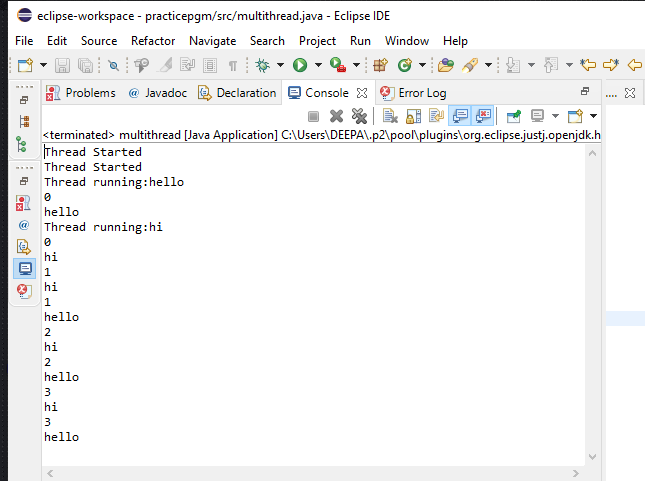 eclipse-workspace - practicepgm/src/multithread.java - Eclipse IDE
File Edit Source Refactor Navigate Search Project Run Window Help
Problems @ Javadoc Declaration Console Error Log
<terminated> multithread [Java Application] C:\Users\DEEPA\.p2\pool\plugins\org.eclipse.justj.openjdk.h
Thread Started
Thread Started
Thread running:hello
0
hello
Thread running:hi
0
hi
1
hi
1
hello
2
hi
2
hello
3
hi
3
hello